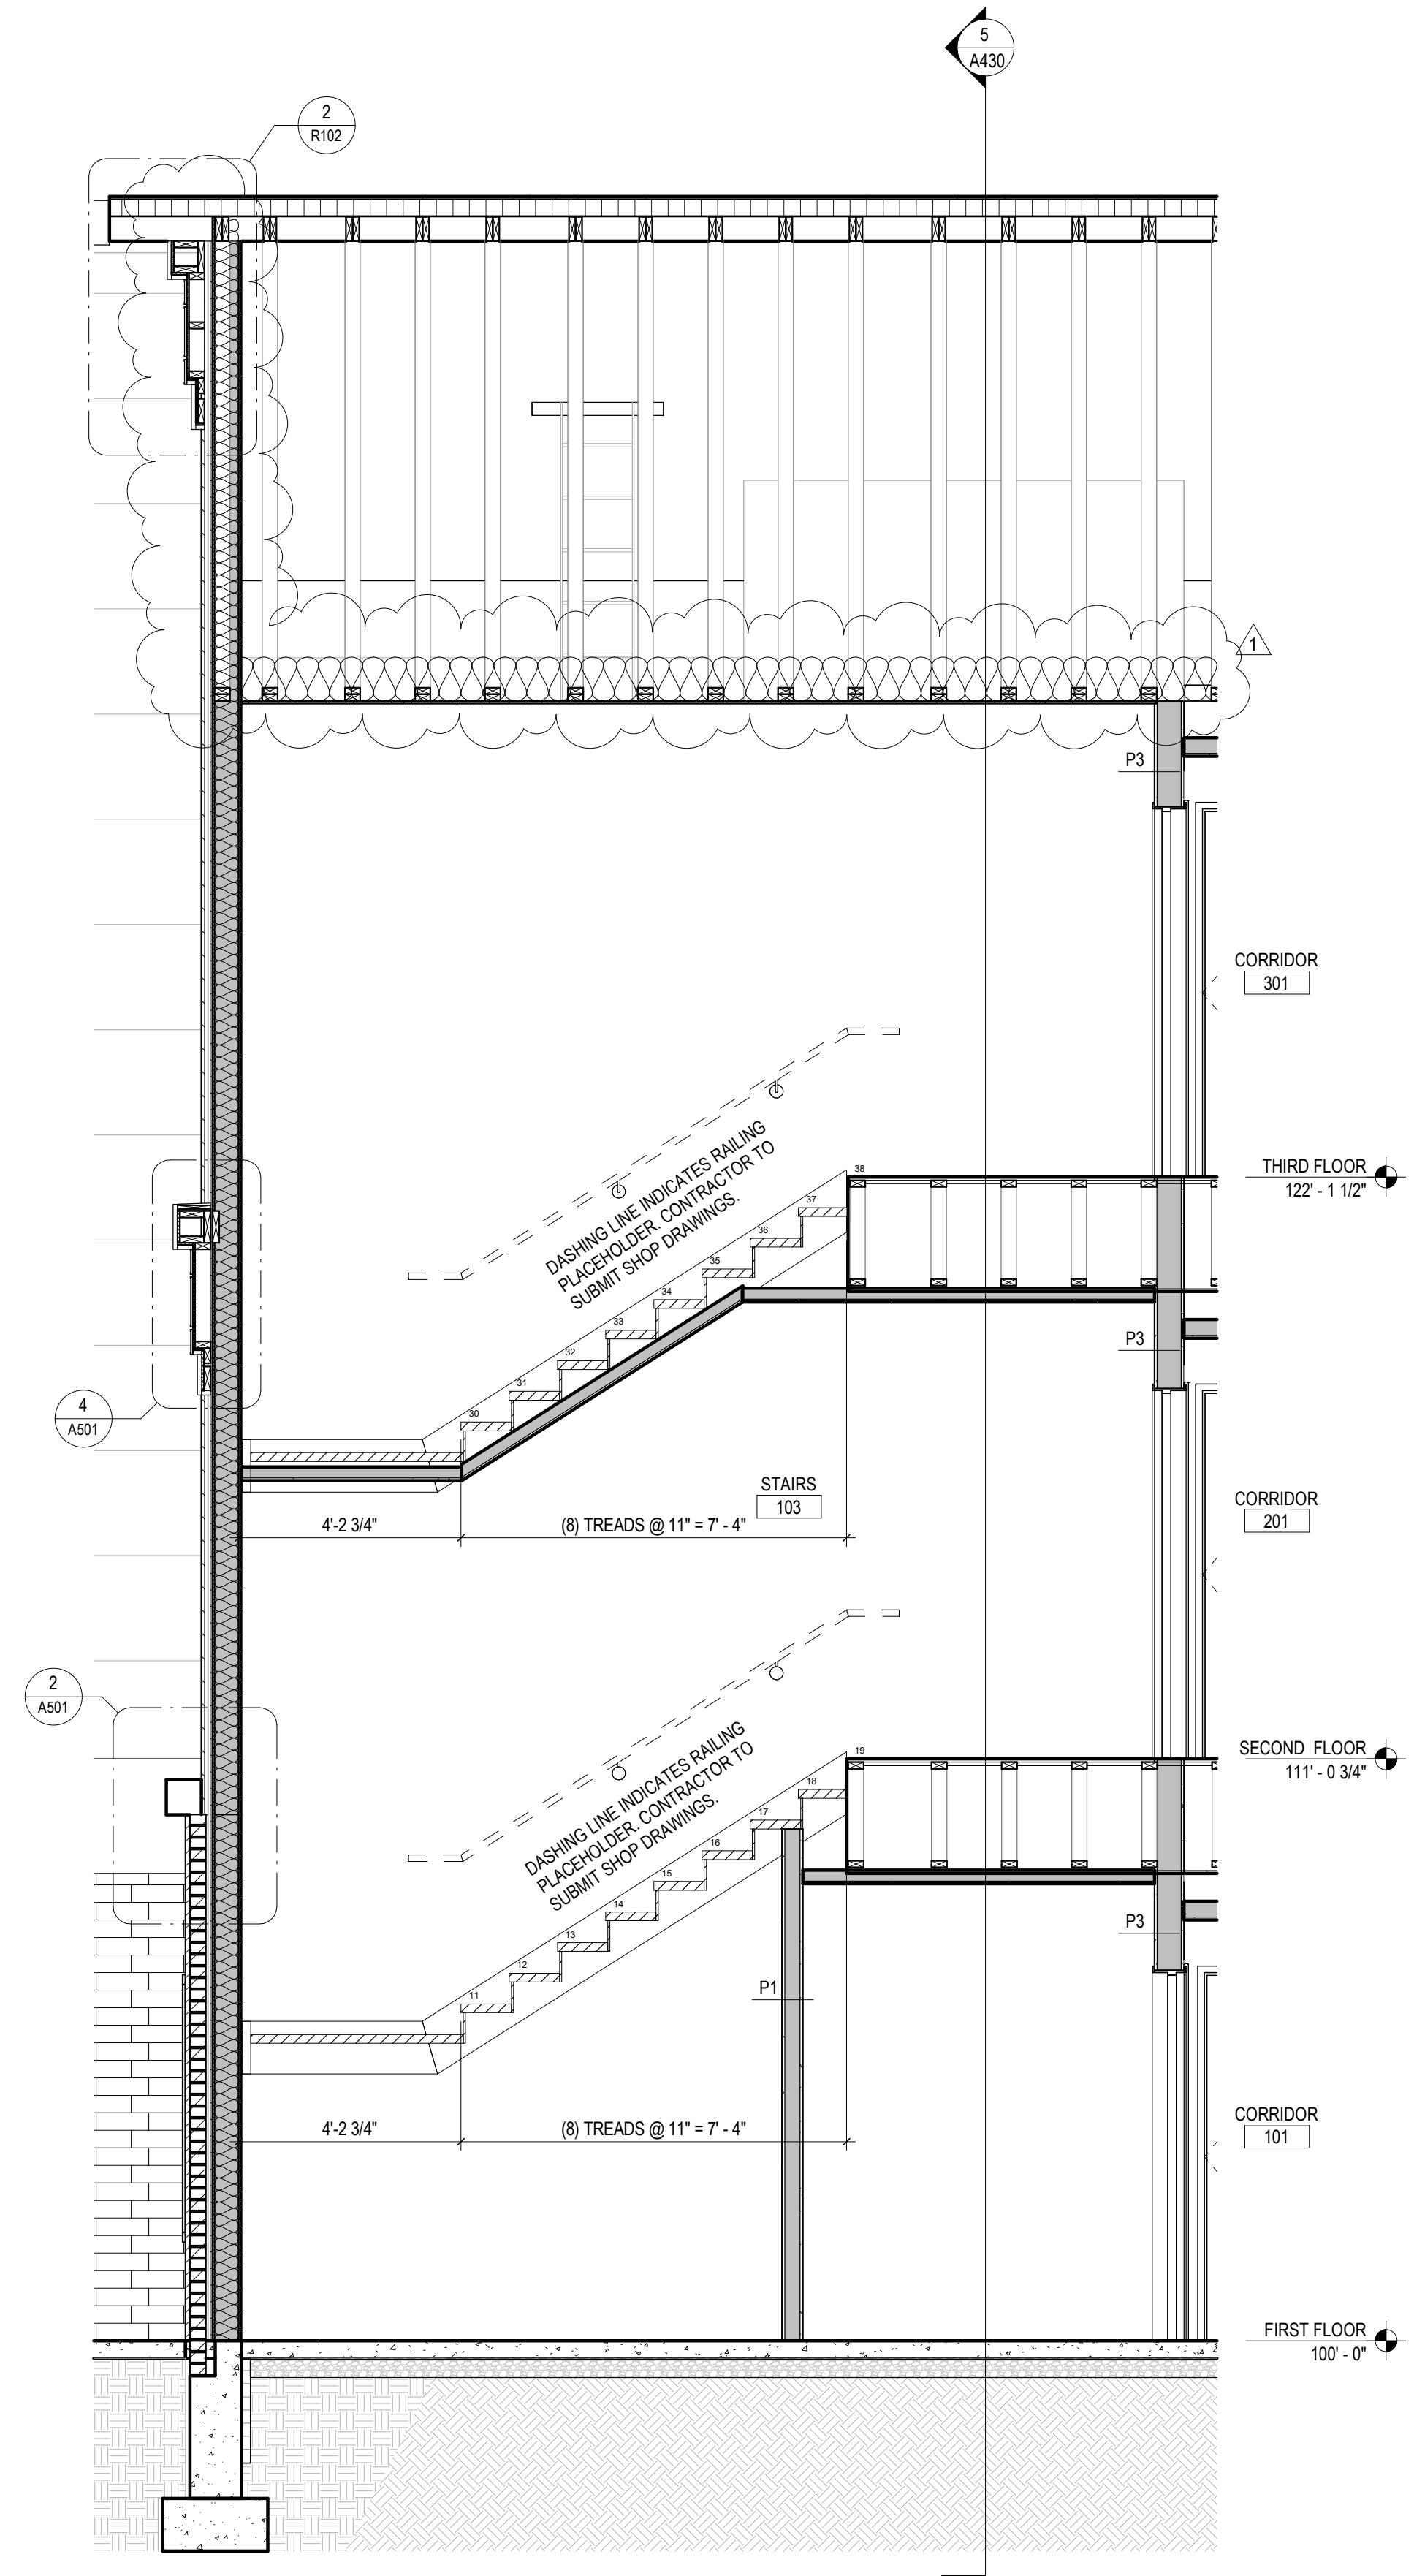 5
A430
2
R102
1
P3
CORRIDOR
301
DASHING LINE INDICATES RAILING
PLACEHOLDER. CONTRACTOR TO
SUBMIT SHOP DRAWINGS.
38
37
36
35
34
33
32
31
30
THIRD FLOOR
122' - 1 1/2"
P3
4
A501
STAIRS
103
4'-2 3/4"
(8) TREADS @ 11" = 7' - 4"
CORRIDOR
201
2
A501
DASHING LINE INDICATES RAILING
PLACEHOLDER. CONTRACTOR TO
SUBMIT SHOP DRAWINGS.
19
18
17
16
15
14
13
12
11
SECOND  FLOOR
111' - 0 3/4"
P3
P1
4'-2 3/4"
(8) TREADS @ 11" = 7' - 4"
CORRIDOR
101
FIRST FLOOR
100' - 0"